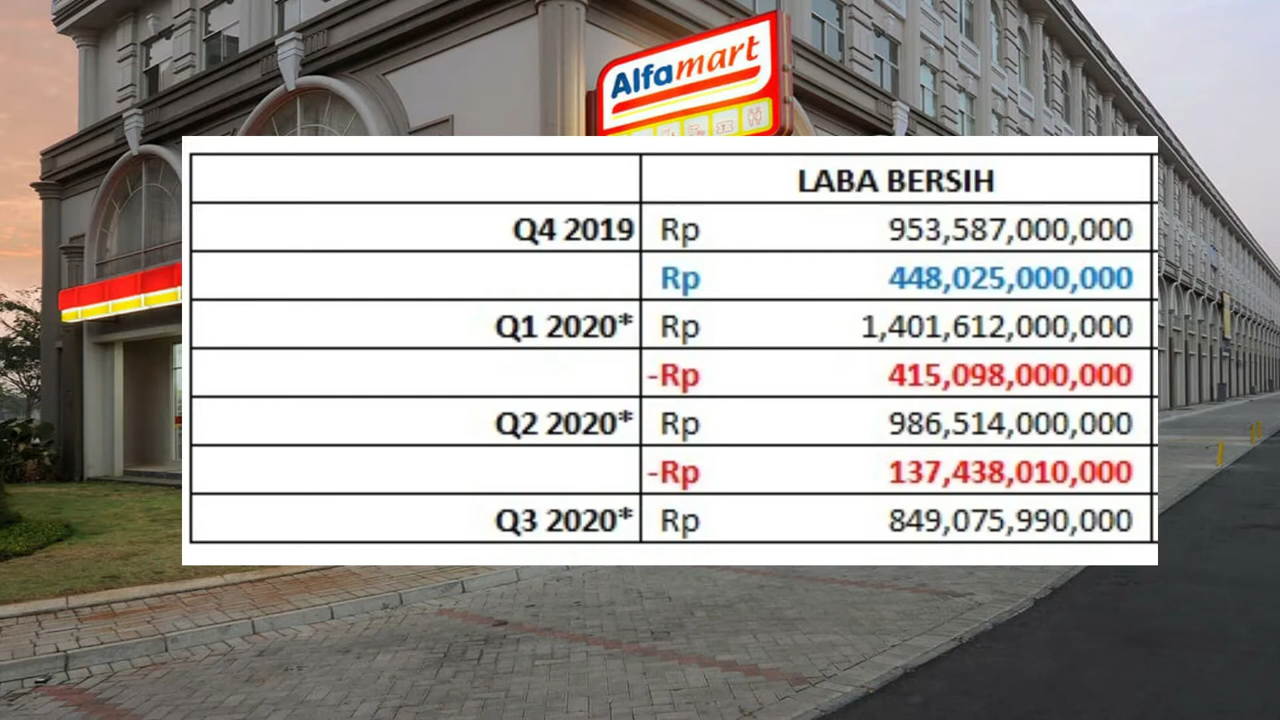 Alfamart
LABA BERSIH
Q4 2019 Rp 953,587,000,000
Rp 448,025,000,000
Q1 2020* Rp 1,401,612,000,000
-Rp 415,098,000,000
Q2 2020* Rp 986,514,000,000
-Rp 137,438,010,000
Q3 2020* Rp 849,075,990,000